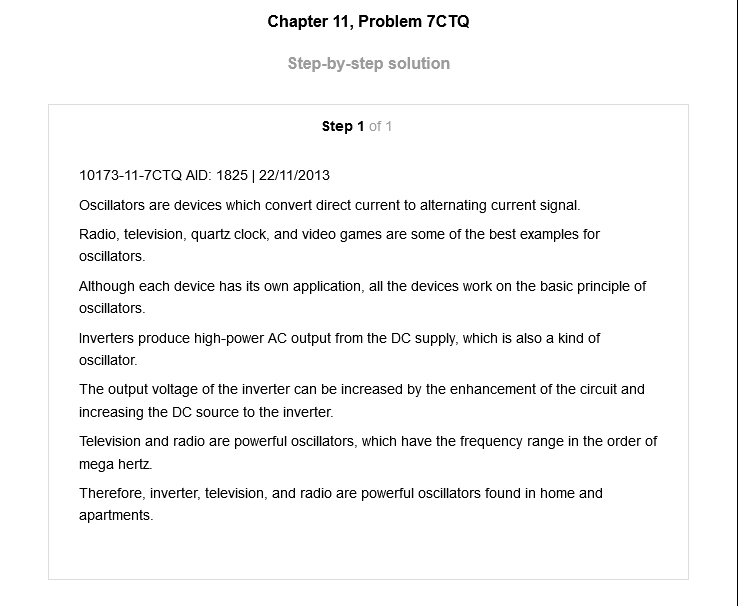 Chapter 11, Problem 7CTQ
Step-by-step solution
Step 1 of 1
10173-11-7CTQ AID: 1825 | 22/11/2013
Oscillators are devices which convert direct current to alternating current signal.
Radio, television, quartz clock, and video games are some of the best examples for
oscillators.
Although each device has its own application, all the devices work on the basic principle of
oscillators.
Inverters produce high-power AC output from the DC supply, which is also a kind of
oscillator.
The output voltage of the inverter can be increased by the enhancement of the circuit and
increasing the DC source to the inverter.
Television and radio are powerful oscillators, which have the frequency range in the order of
mega hertz.
Therefore, inverter, television, and radio are powerful oscillators found in home and
apartments.